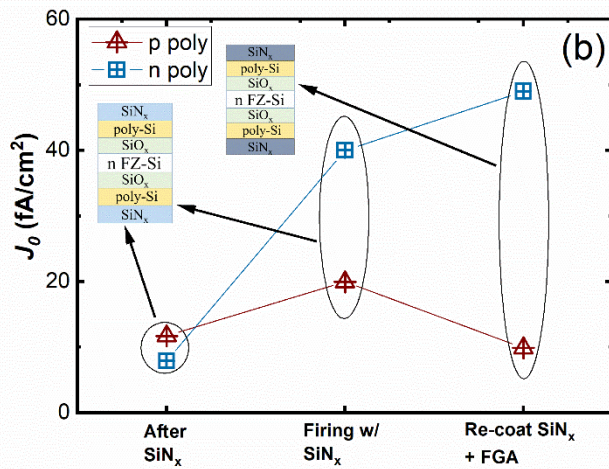 60
40
20
0
J₀ (fA/cm²)
p poly
n poly
(b)
SiNₓ
poly-Si
SiOₓ
n FZ-Si
SiOₓ
poly-Si
SiNₓ
SiNₓ
poly-Si
SiOₓ
n FZ-Si
SiOₓ
poly-Si
SiNₓ
After
SiNₓ
Firing w/
SiNₓ
Re-coat SiNₓ
+ FGA